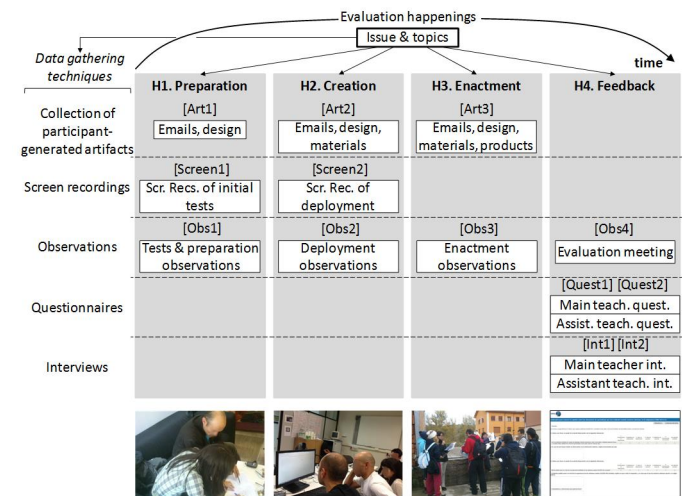 Evaluation happenings
Issue & topics
time
Data gathering
techniques
H1. Preparation
H2. Creation
H3. Enactment
H4. Feedback
Collection of
participant-
generated artifacts
[Art1]
Emails, design
[Art2]
Emails, design,
materials
[Art3]
Emails, design,
materials, products
Screen recordings
[Screen1]
Scr. Recs. of initial
tests
[Screen2]
Scr. Rec. of
deployment
Observations
[Obs1]
Tests & preparation
observations
[Obs2]
Deployment
observations
[Obs3]
Enactment
observations
[Obs4]
Evaluation meeting
Questionnaires
[Quest1] [Quest2]
Main teach. quest.
Assist. teach. quest.
Interviews
[Int1] [Int2]
Main teacher int.
Assistant teach. int.